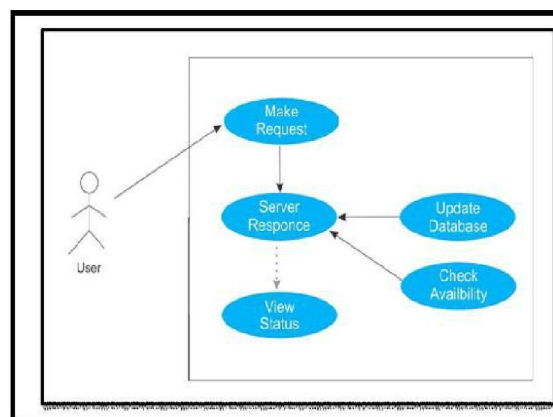 Make
Request
Server
Responce
Update
Database
User
Check
Availbility
View
Status